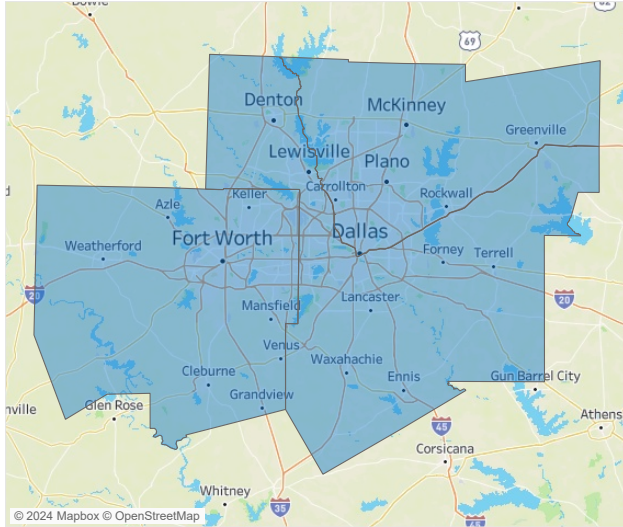 Bowie
82
69
Denton
McKinney
Greenville
Lewisville
Plano
Carrollton
Keller
Rockwall
Azle
Fort Worth
Dallas
Weatherford
Forney
Terrell
20
Lancaster
20
Mansfield
Venus
Waxahachie
Cleburne
Ennis
Gun Barrel City
Grandview
Glen Rose
nville
Athens
45
Corsicana
Whitney
35
45
© 2024 Mapbox © OpenStreetMap